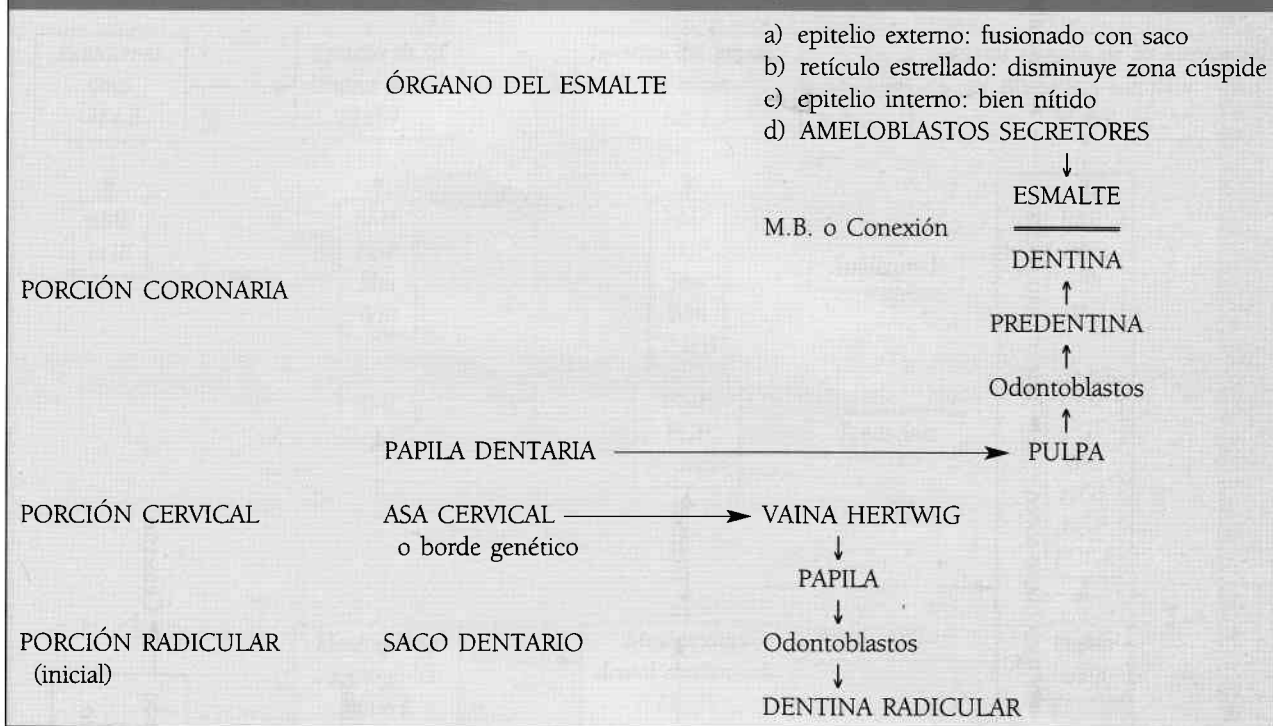 a) epitelio externo: fusionado con saco
ÓRGANO DEL ESMALTE
b) retículo estrellado: disminuye zona cúspide
c) epitelio interno: bien nítido
d) AMELOBLASTOS SECRETORES
ESMALTE
M.B. o Conexión
DENTINA
PORCIÓN CORONARIA
PREDENTINA
Odontoblastos
PAPILA DENTARIA
PULPA
PORCIÓN CERVICAL
ASA CERVICAL
o borde genético
VAINA HERTWIG
PAPILA
PORCIÓN RADICULAR
(inicial)
SACO DENTARIO
Odontoblastos
DENTINA RADICULAR